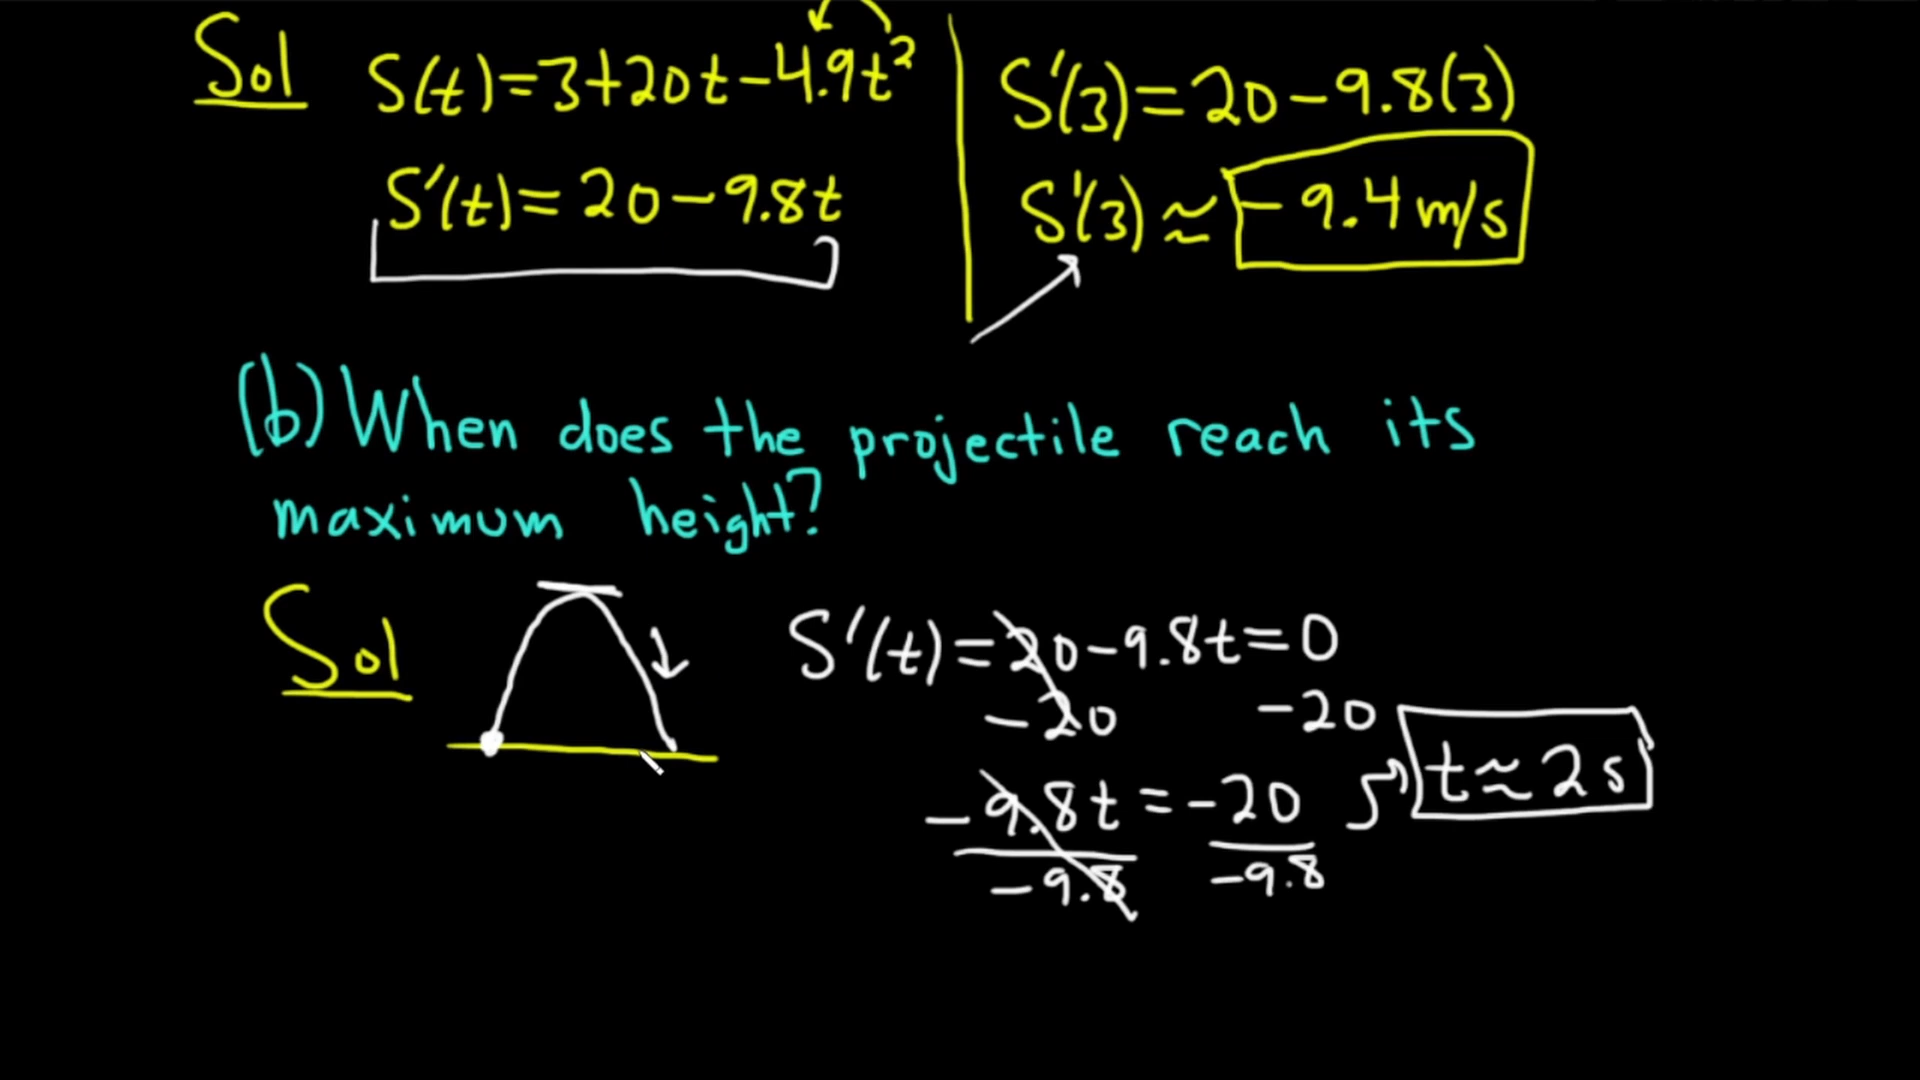 Sol S(t)=3+20t-4.9t²
S'(t)=20-9.8t
S'(3)=20-9.8(3)
S'(3)≈-9.4 m/s
(b) When does the projectile reach its
maximum height?
Sol
S'(t)=20-9.8t=0
-20 -20
-9.8t=-20
-9.8 -9.8
t≈2s